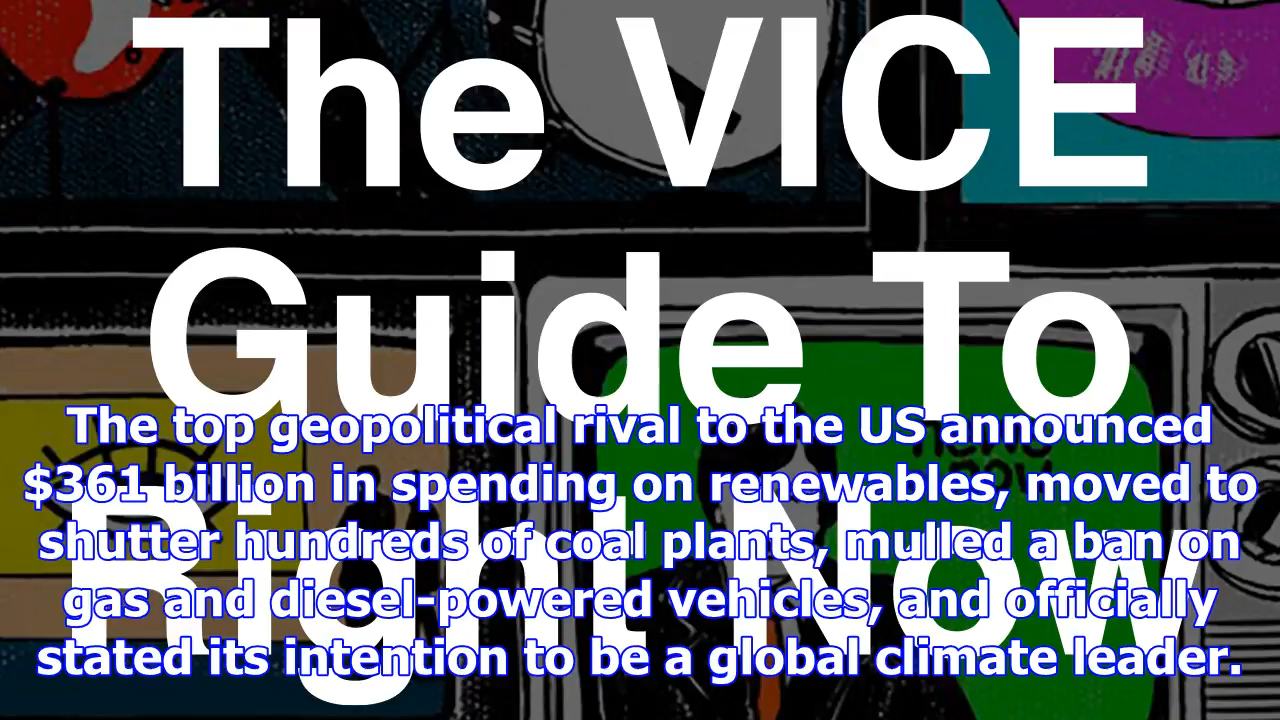 The VICE
Guide To
Right Now
The top geopolitical rival to the US announced
$361 billion in spending on renewables, moved to
shutter hundreds of coal plants, mulled a ban on
gas and diesel-powered vehicles, and officially
stated its intention to be a global climate leader.